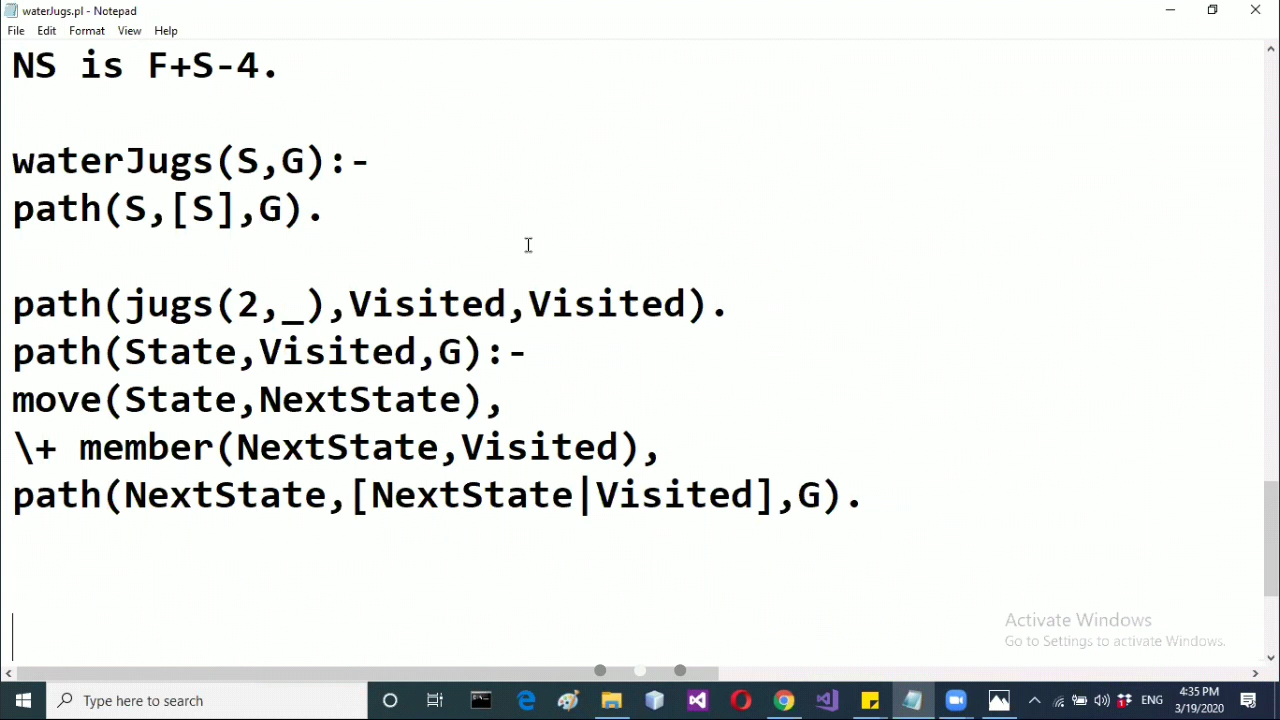 waterJugs.pl - Notepad
File Edit Format View Help
NS is F+S-4.
waterJugs(S,G):-
path(S,[S],G).
path(jugs(2,_),Visited,Visited).
path(State,Visited,G):-
move(State,NextState),
\+ member(NextState,Visited),
path(NextState,[NextState|Visited],G).
Activate Windows
Go to Settings to activate Windows.
Type here to search
ENG
4:35 PM
3/19/2020